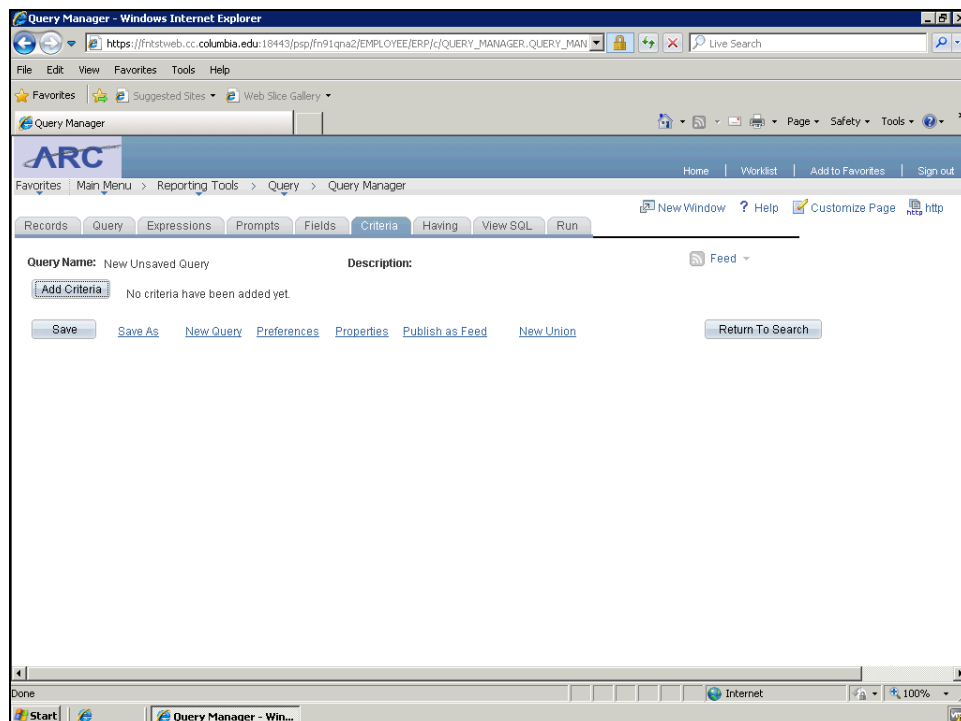 Query Manager - Windows Internet Explorer
https://fntstweb.cc.columbia.edu:18443/psp/fn91qna2/EMPLOYEE/ERP/c/QUERY_MANAGER.QUERY_MAN
Live Search
File Edit View Favorites Tools Help
Favorites Suggested Sites Web Slice Gallery
Query Manager
Page Safety Tools
ARC
Home | Worklist | Add to Favorites | Sign out
Favorites Main Menu > Reporting Tools > Query > Query Manager
New Window ? Help Customize Page http
Records Query Expressions Prompts Fields Criteria Having View SQL Run
Query Name: New Unsaved Query Description: Feed
Add Criteria No criteria have been added yet.
Save Save As New Query Preferences Properties Publish as Feed New Union Return To Search
Done Internet 100%
Start Query Manager - Win...